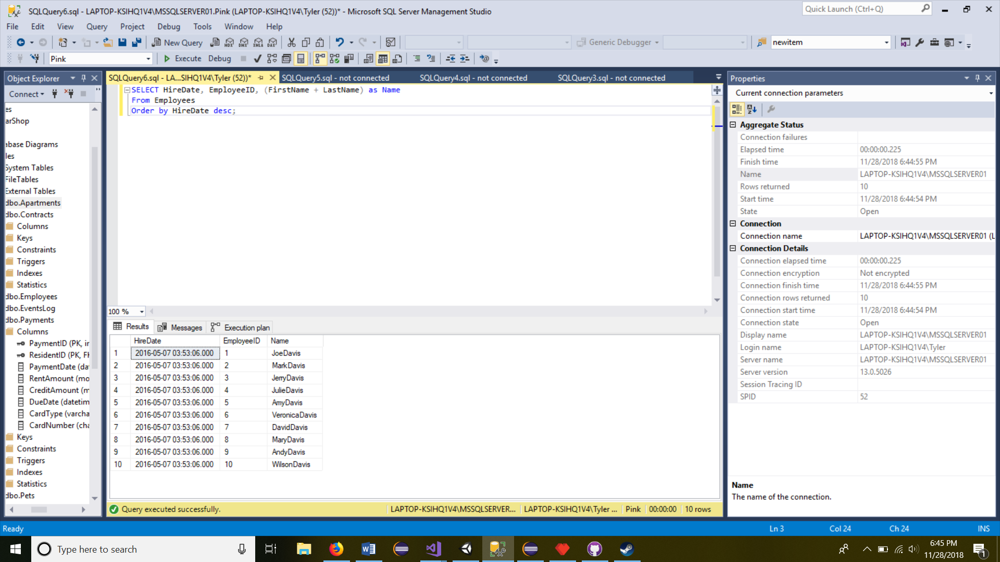 SQLQuery6.sql - LAPTOP-KSIHQ1V4\MSSQLSERVER01.Pink (LAPTOP-KSIHQ1V4\Tyler (52))* - Microsoft SQL Server Management Studio
Quick Launch (Ctrl+Q)
File Edit View Query Project Debug Tools Window Help
New Query
MDX DMX XMLA DAX
Generic Debugger
newitem
Pink
Execute Debug
Object Explorer
Connect
es
arShop
abase Diagrams
les
System Tables
FileTables
External Tables
dbo.Apartments
dbo.Contracts
Columns
Keys
Constraints
Triggers
Indexes
Statistics
dbo.Employees
dbo.EventsLog
dbo.Payments
Columns
PaymentID (PK, in
ResidentID (PK, FK
PaymentDate (dat
RentAmount (mo
CreditAmount (m
DueDate (datetim
CardType (varcha
CardNumber (cha
Keys
Constraints
Triggers
Indexes
Statistics
dbo.Pets
SQLQuery6.sql - LA...SIHQ1V4\Tyler (52))* SQLQuery5.sql - not connected SQLQuery4.sql - not connected SQLQuery3.sql - not connected
SELECT HireDate, EmployeeID, (FirstName + LastName) as Name
From Employees
Order by HireDate desc;
100 %
Results Messages Execution plan
HireDate EmployeeID Name
1 2016-05-07 03:53:06.000 1 JoeDavis
2 2016-05-07 03:53:06.000 2 MarkDavis
3 2016-05-07 03:53:06.000 3 JerryDavis
4 2016-05-07 03:53:06.000 4 JulieDavis
5 2016-05-07 03:53:06.000 5 AmyDavis
6 2016-05-07 03:53:06.000 6 VeronicaDavis
7 2016-05-07 03:53:06.000 7 DavidDavis
8 2016-05-07 03:53:06.000 8 MaryDavis
9 2016-05-07 03:53:06.000 9 AndyDavis
10 2016-05-07 03:53:06.000 10 WilsonDavis
Query executed successfully. LAPTOP-KSIHQ1V4\MSSQLSERVER... LAPTOP-KSIHQ1V4\Tyler ... Pink 00:00:00 10 rows
Properties
Current connection parameters
Aggregate Status
Connection failures
Elapsed time 00:00:00.225
Finish time 11/28/2018 6:44:55 PM
Name LAPTOP-KSIHQ1V4\MSSQLSERVER01
Rows returned 10
Start time 11/28/2018 6:44:54 PM
State Open
Connection
Connection name LAPTOP-KSIHQ1V4\MSSQLSERVER01 (L
Connection Details
Connection elapsed time 00:00:00.225
Connection encryption Not encrypted
Connection finish time 11/28/2018 6:44:55 PM
Connection rows returned 10
Connection start time 11/28/2018 6:44:54 PM
Connection state Open
Display name LAPTOP-KSIHQ1V4\MSSQLSERVER01
Login name LAPTOP-KSIHQ1V4\Tyler
Server name LAPTOP-KSIHQ1V4\MSSQLSERVER01
Server version 13.0.5026
Session Tracing ID
SPID 52
Name
The name of the connection.
Ready Ln 3 Col 24 Ch 24 INS
Type here to search
6:45 PM
11/28/2018
1